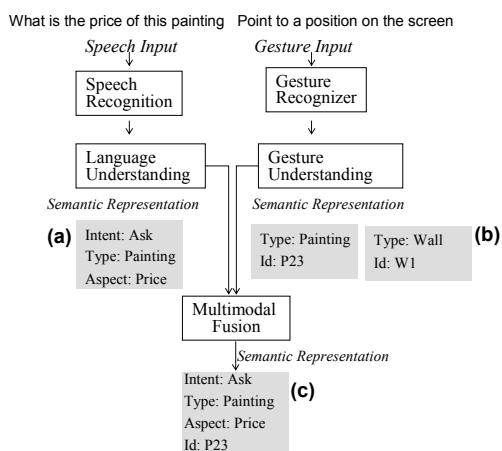 What is the price of this painting
Point to a position on the screen
Speech Input
Gesture Input
Speech
Recognition
Gesture
Recognizer
Language
Understanding
Gesture
Understanding
Semantic Representation
Semantic Representation
(a)
Intent: Ask
Type: Painting
Aspect: Price
Type: Painting
Id: P23
Type: Wall
Id: W1
(b)
Multimodal
Fusion
Semantic Representation
Intent: Ask
Type: Painting
Aspect: Price
Id: P23
(c)